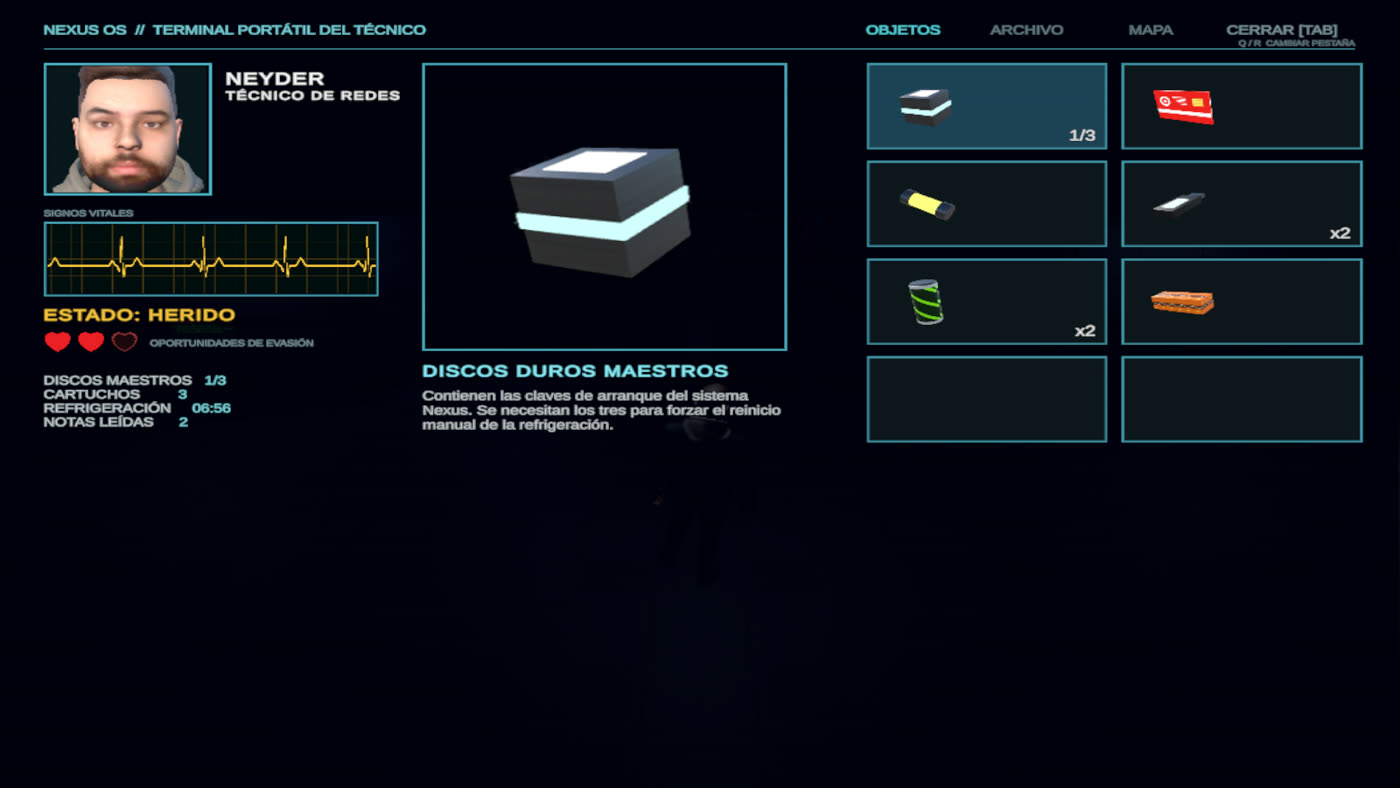 NEXUS OS // TERMINAL PORTÁTIL DEL TÉCNICO
OBJETOS
ARCHIVO
MAPA
CERRAR [TAB]
Q / R CAMBIAR PESTAÑA
NEYDER
TÉCNICO DE REDES
SIGNOS VITALES
ESTADO: HERIDO
OPORTUNIDADES DE EVASIÓN
DISCOS MAESTROS 1/3
CARTUCHOS 3
REFRIGERACIÓN 06:56
NOTAS LEÍDAS 2
DISCOS DUROS MAESTROS
Contienen las claves de arranque del sistema
Nexus. Se necesitan los tres para forzar el reinicio
manual de la refrigeración.
1/3
x2
x2